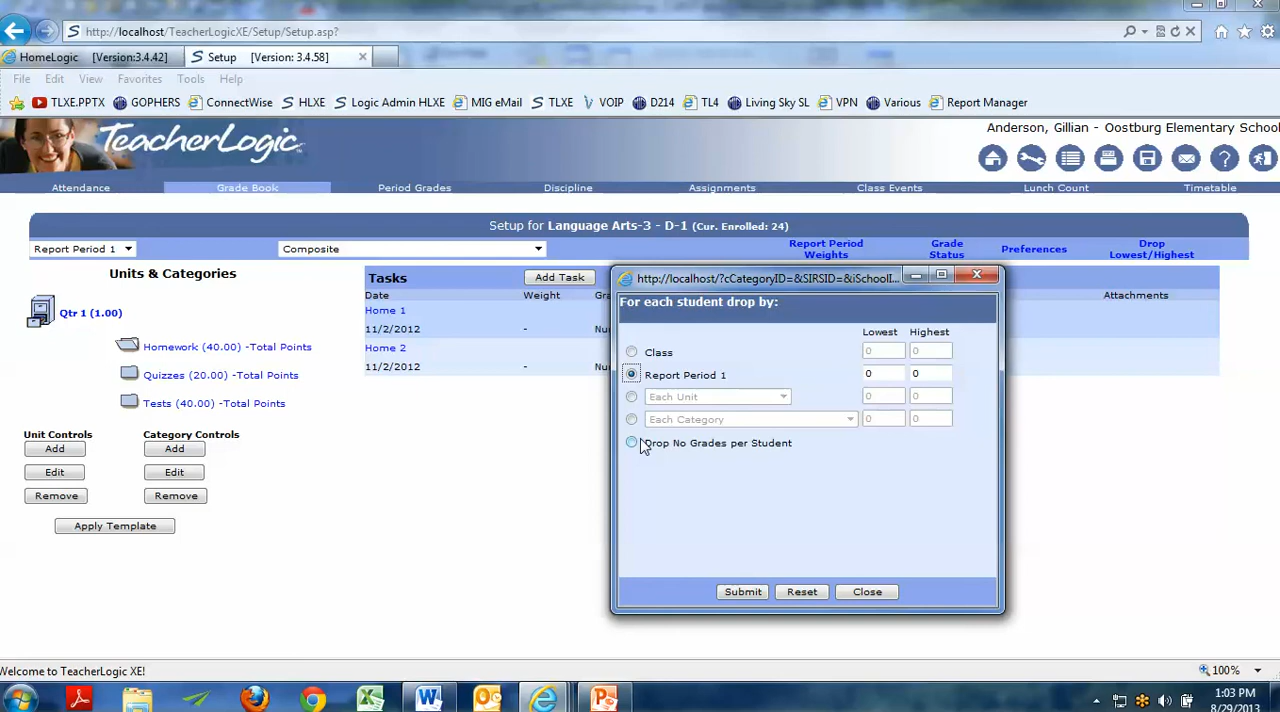 http://localhost/TeacherLogicXE/Setup/Setup.asp?
HomeLogic [Version:3.4.42]
Setup [Version: 3.4.58]
File Edit View Favorites Tools Help
TLXE.PPTX GOPHERS ConnectWise HLXE Logic Admin HLXE MIG eMail TLXE VOIP D214 TL4 Living Sky SL VPN Various Report Manager
TeacherLogic
Anderson, Gillian - Oostburg Elementary School
Attendance Grade Book Period Grades Discipline Assignments Class Events Lunch Count Timetable
Setup for Language Arts-3 - D-1 (Cur. Enrolled: 24)
Report Period 1
Composite
Report Period Weights
Grade Status
Preferences
Drop Lowest/Highest
Units & Categories
Qtr 1 (1.00)
Homework (40.00) -Total Points
Quizzes (20.00) -Total Points
Tests (40.00) -Total Points
Unit Controls Category Controls
Add Add
Edit Edit
Remove Remove
Apply Template
Tasks Add Task
Date Weight Attachments
Home 1
11/2/2012 -
Home 2
11/2/2012 -
http://localhost/?cCategoryID=&SIRSID=&iSchoolI...
For each student drop by:
Lowest Highest
Class 0 0
Report Period 1 0 0
Each Unit 0 0
Each Category 0 0
Drop No Grades per Student
Submit Reset Close
Welcome to TeacherLogic XE!
100%
1:03 PM
8/29/2013